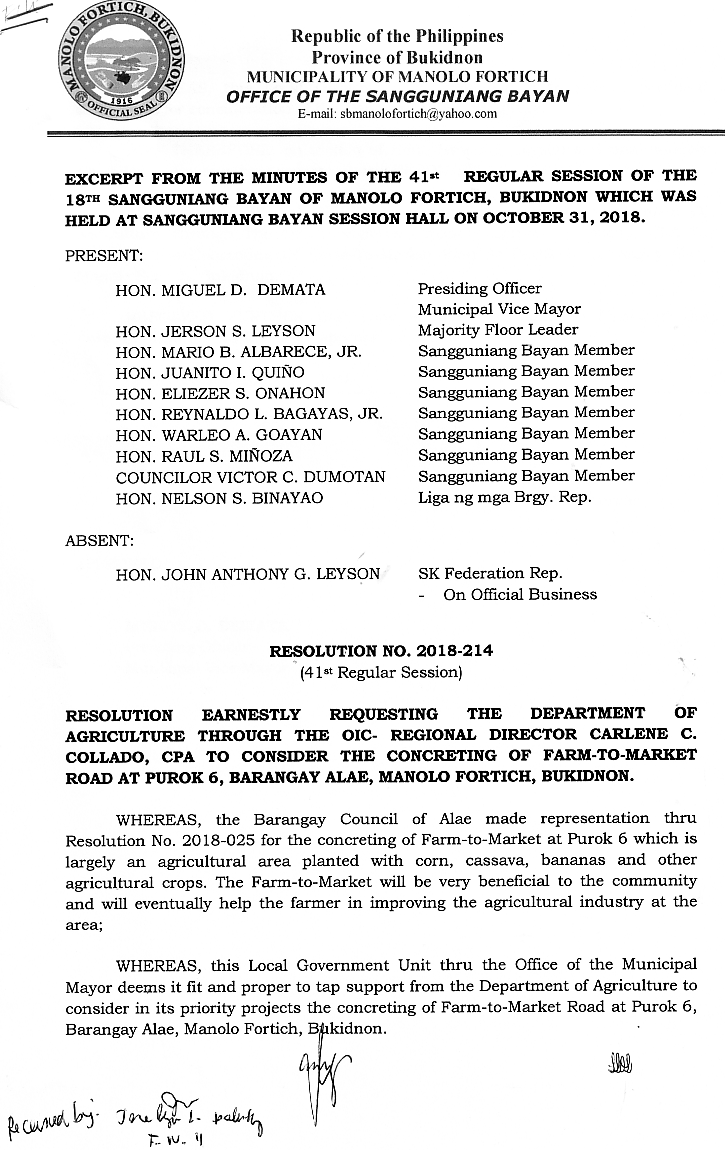 MANOLO FORTICH, BUKIDNON
1916
OFFICIAL SEAL
Republic of the Philippines
Province of Bukidnon
MUNICIPALITY OF MANOLO FORTICH
OFFICE OF THE SANGGUNIANG BAYAN
E-mail: sbmanolofortich@yahoo.com
EXCERPT FROM THE MINUTES OF THE 41st REGULAR SESSION OF THE
18TH SANGGUNIANG BAYAN OF MANOLO FORTICH, BUKIDNON WHICH WAS
HELD AT SANGGUNIANG BAYAN SESSION HALL ON OCTOBER 31, 2018.
PRESENT:
HON. MIGUEL D. DEMATA Presiding Officer
Municipal Vice Mayor
HON. JERSON S. LEYSON Majority Floor Leader
HON. MARIO B. ALBARECE, JR. Sangguniang Bayan Member
HON. JUANITO I. QUIÑO Sangguniang Bayan Member
HON. ELIEZER S. ONAHON Sangguniang Bayan Member
HON. REYNALDO L. BAGAYAS, JR. Sangguniang Bayan Member
HON. WARLEO A. GOAYAN Sangguniang Bayan Member
HON. RAUL S. MIÑOZA Sangguniang Bayan Member
COUNCILOR VICTOR C. DUMOTAN Sangguniang Bayan Member
HON. NELSON S. BINAYAO Liga ng mga Brgy. Rep.
ABSENT:
HON. JOHN ANTHONY G. LEYSON SK Federation Rep.
- On Official Business
RESOLUTION NO. 2018-214
(41st Regular Session)
RESOLUTION EARNESTLY REQUESTING THE DEPARTMENT OF
AGRICULTURE THROUGH THE OIC- REGIONAL DIRECTOR CARLENE C.
COLLADO, CPA TO CONSIDER THE CONCRETING OF FARM-TO-MARKET
ROAD AT PUROK 6, BARANGAY ALAE, MANOLO FORTICH, BUKIDNON.
WHEREAS, the Barangay Council of Alae made representation thru
Resolution No. 2018-025 for the concreting of Farm-to-Market at Purok 6 which is
largely an agricultural area planted with corn, cassava, bananas and other
agricultural crops. The Farm-to-Market will be very beneficial to the community
and will eventually help the farmer in improving the agricultural industry at the
area;
WHEREAS, this Local Government Unit thru the Office of the Municipal
Mayor deems it fit and proper to tap support from the Department of Agriculture to
consider in its priority projects the concreting of Farm-to-Market Road at Purok 6,
Barangay Alae, Manolo Fortich, Bukidnon.
Received by: